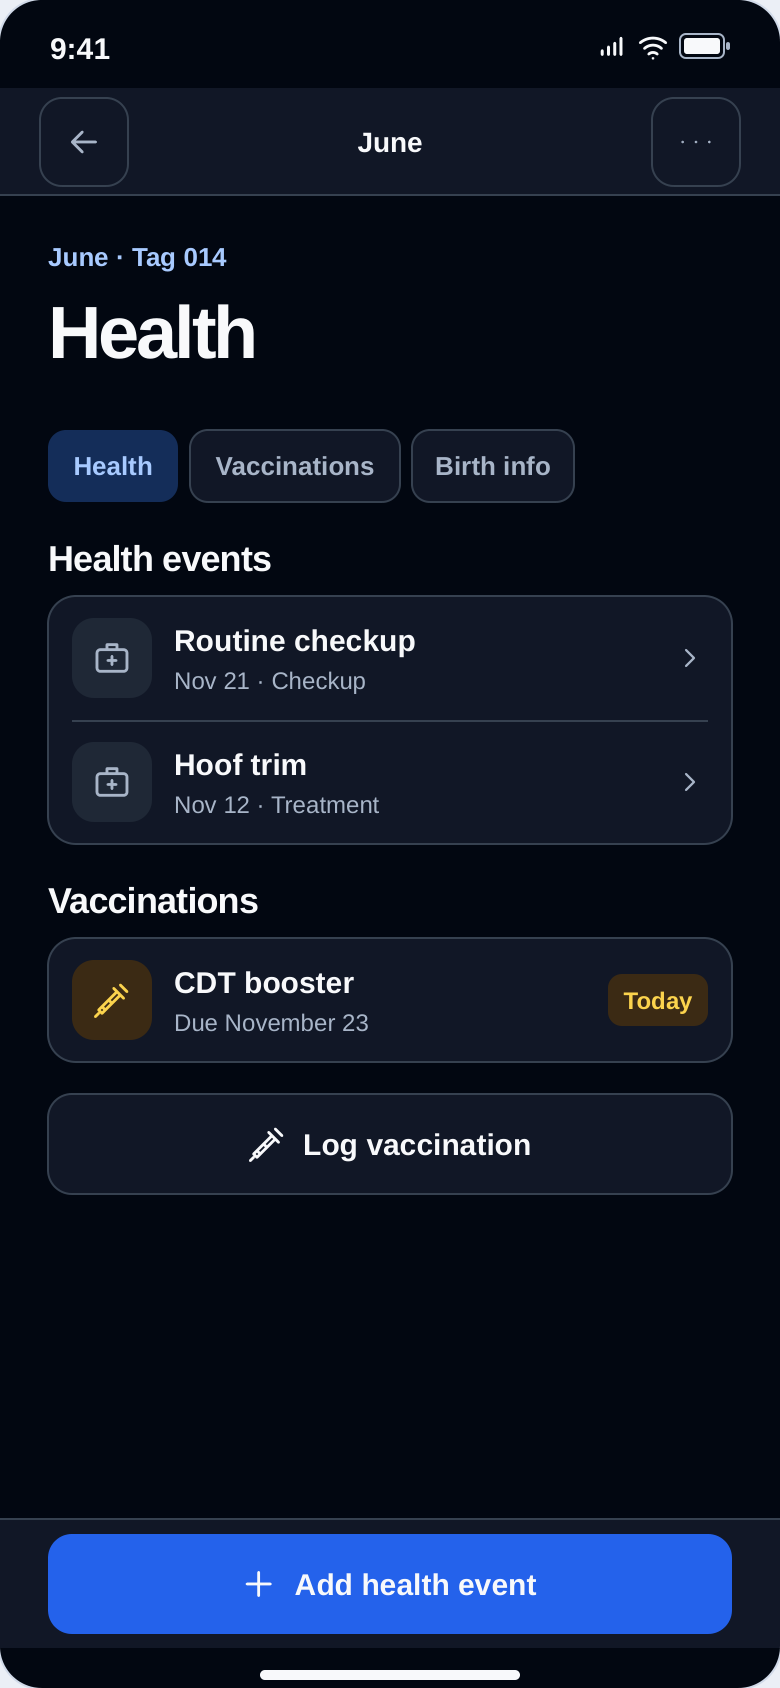 9:41
June
June · Tag 014
Health
Health
Vaccinations
Birth info
Health events
Routine checkup
Nov 21 · Checkup
Hoof trim
Nov 12 · Treatment
Vaccinations
CDT booster
Due November 23
Today
Log vaccination
Add health event